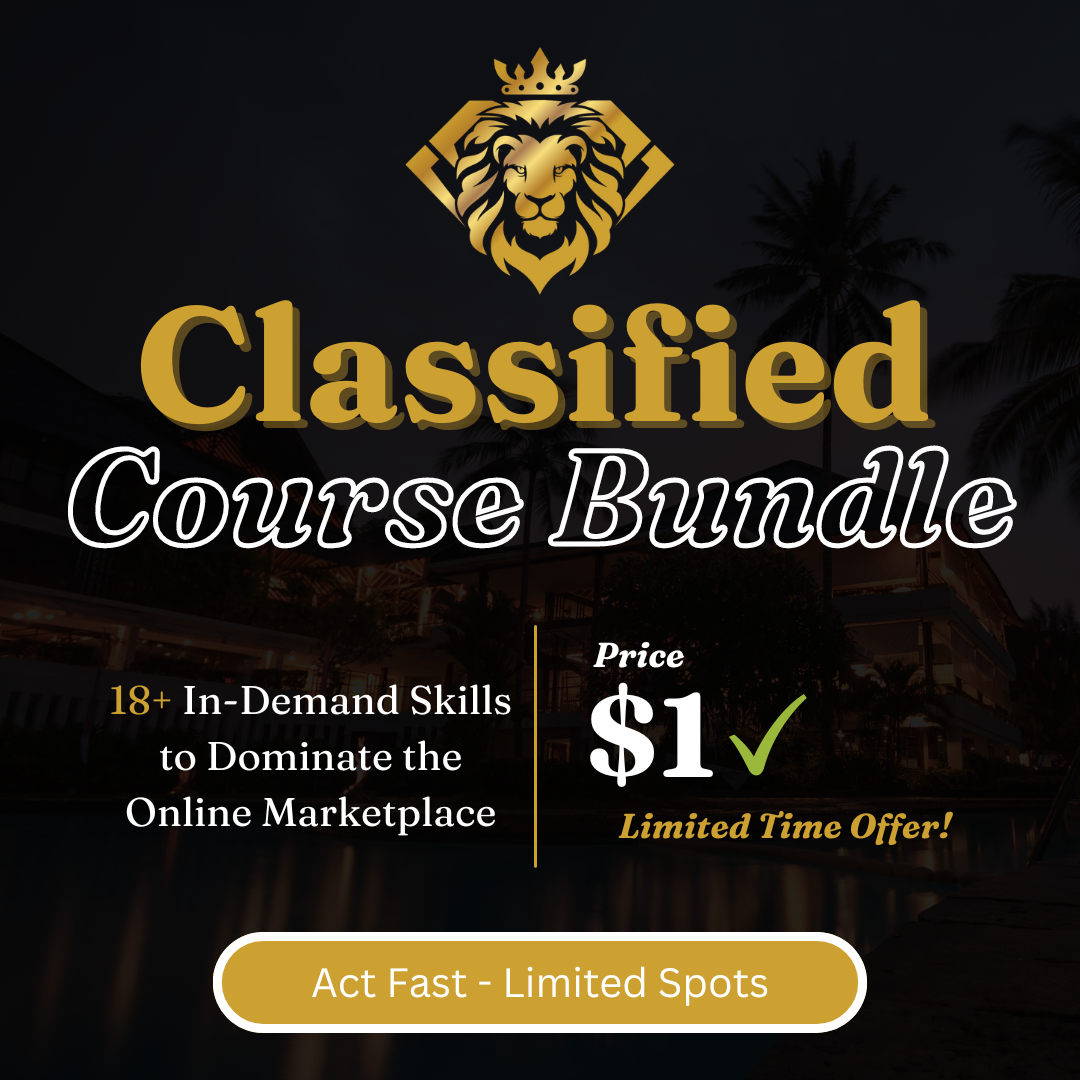 Classified
Course Bundle
18+ In-Demand Skills
to Dominate the
Online Marketplace
Price
$1
Limited Time Offer!
Act Fast - Limited Spots